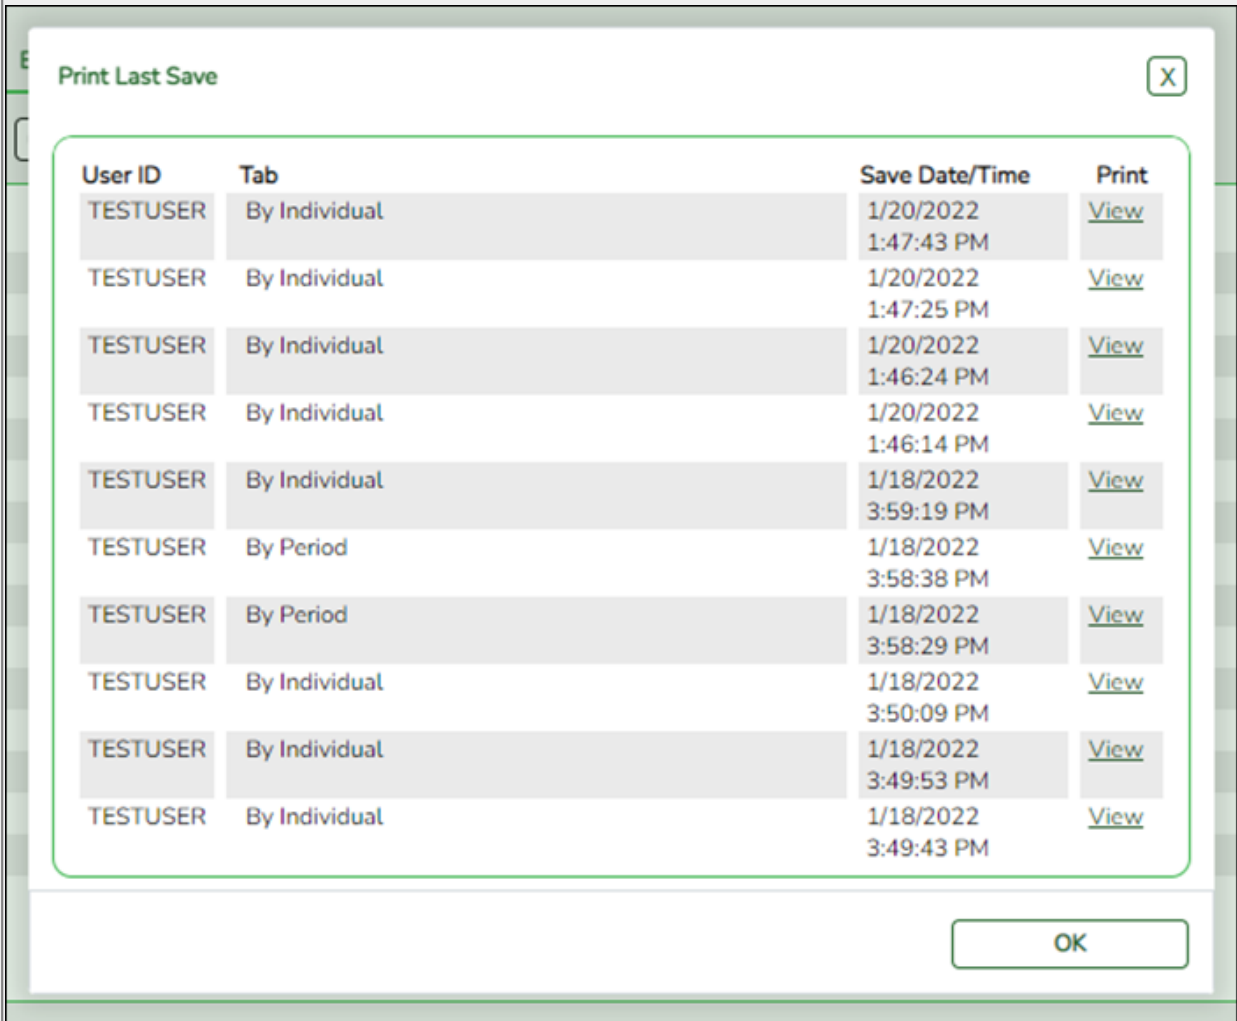 Print Last Save
X
User ID Tab Save Date/Time Print
TESTUSER By Individual 1/20/2022 View
1:47:43 PM
TESTUSER By Individual 1/20/2022 View
1:47:25 PM
TESTUSER By Individual 1/20/2022 View
1:46:24 PM
TESTUSER By Individual 1/20/2022 View
1:46:14 PM
TESTUSER By Individual 1/18/2022 View
3:59:19 PM
TESTUSER By Period 1/18/2022 View
3:58:38 PM
TESTUSER By Period 1/18/2022 View
3:58:29 PM
TESTUSER By Individual 1/18/2022 View
3:50:09 PM
TESTUSER By Individual 1/18/2022 View
3:49:53 PM
TESTUSER By Individual 1/18/2022 View
3:49:43 PM
OK